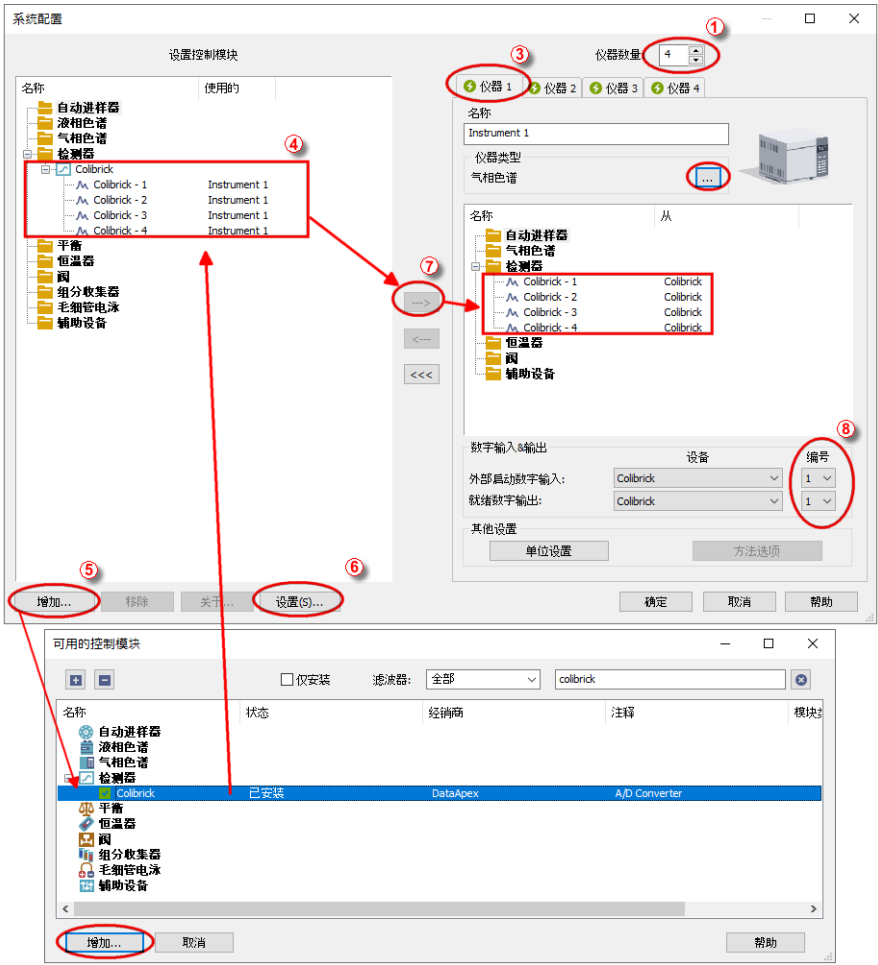 系统配置
①
设置控制模块
仪器数量
4
③
名称 使用的
仪器 1 仪器 2 仪器 3 仪器 4
自动进样器
液相色谱
气相色谱
检测器
④
Colibrick
Colibrick - 1 Instrument 1
Colibrick - 2 Instrument 1
Colibrick - 3 Instrument 1
Colibrick - 4 Instrument 1
平衡
恒温器
阀
组分收集器
毛细管电泳
辅助设备
⑦
--->
<---
<<<
名称
Instrument 1
仪器类型
气相色谱
...
名称 从
自动进样器
气相色谱
检测器
Colibrick - 1 Colibrick
Colibrick - 2 Colibrick
Colibrick - 3 Colibrick
Colibrick - 4 Colibrick
恒温器
阀
辅助设备
⑧
数字输入&输出
设备 编号
外部启动数字输入: Colibrick 1
就绪数字输出: Colibrick 1
其他设置
单位设置 方法选项
⑤
⑥
增加... 移除 关于... 设置(S)...
确定 取消 帮助
可用的控制模块
仅安装 滤波器: 全部 colibrick
名称 状态 经销商 注释 模块
自动进样器
液相色谱
气相色谱
检测器
Colibrick 已安装 DataApex A/D Converter
平衡
恒温器
阀
组分收集器
毛细管电泳
辅助设备
增加... 取消 帮助